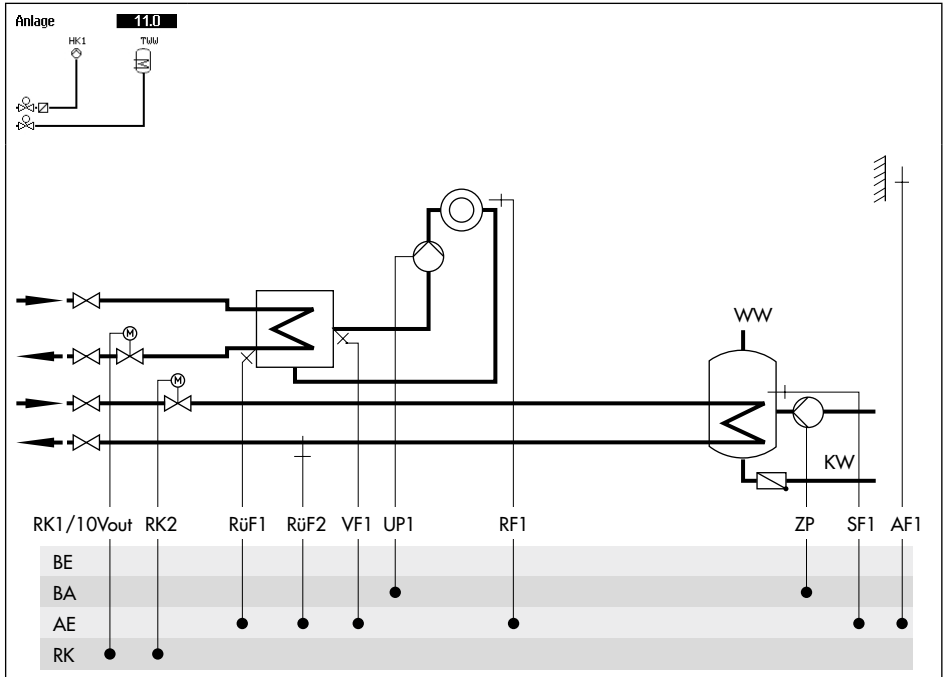 Anlage 11.0
HK1 TWW
M
M
WW
KW
RK1/10Vout RK2 RüF1 RüF2 VF1 UP1 RF1 ZP SF1 AF1
BE
BA
AE
RK